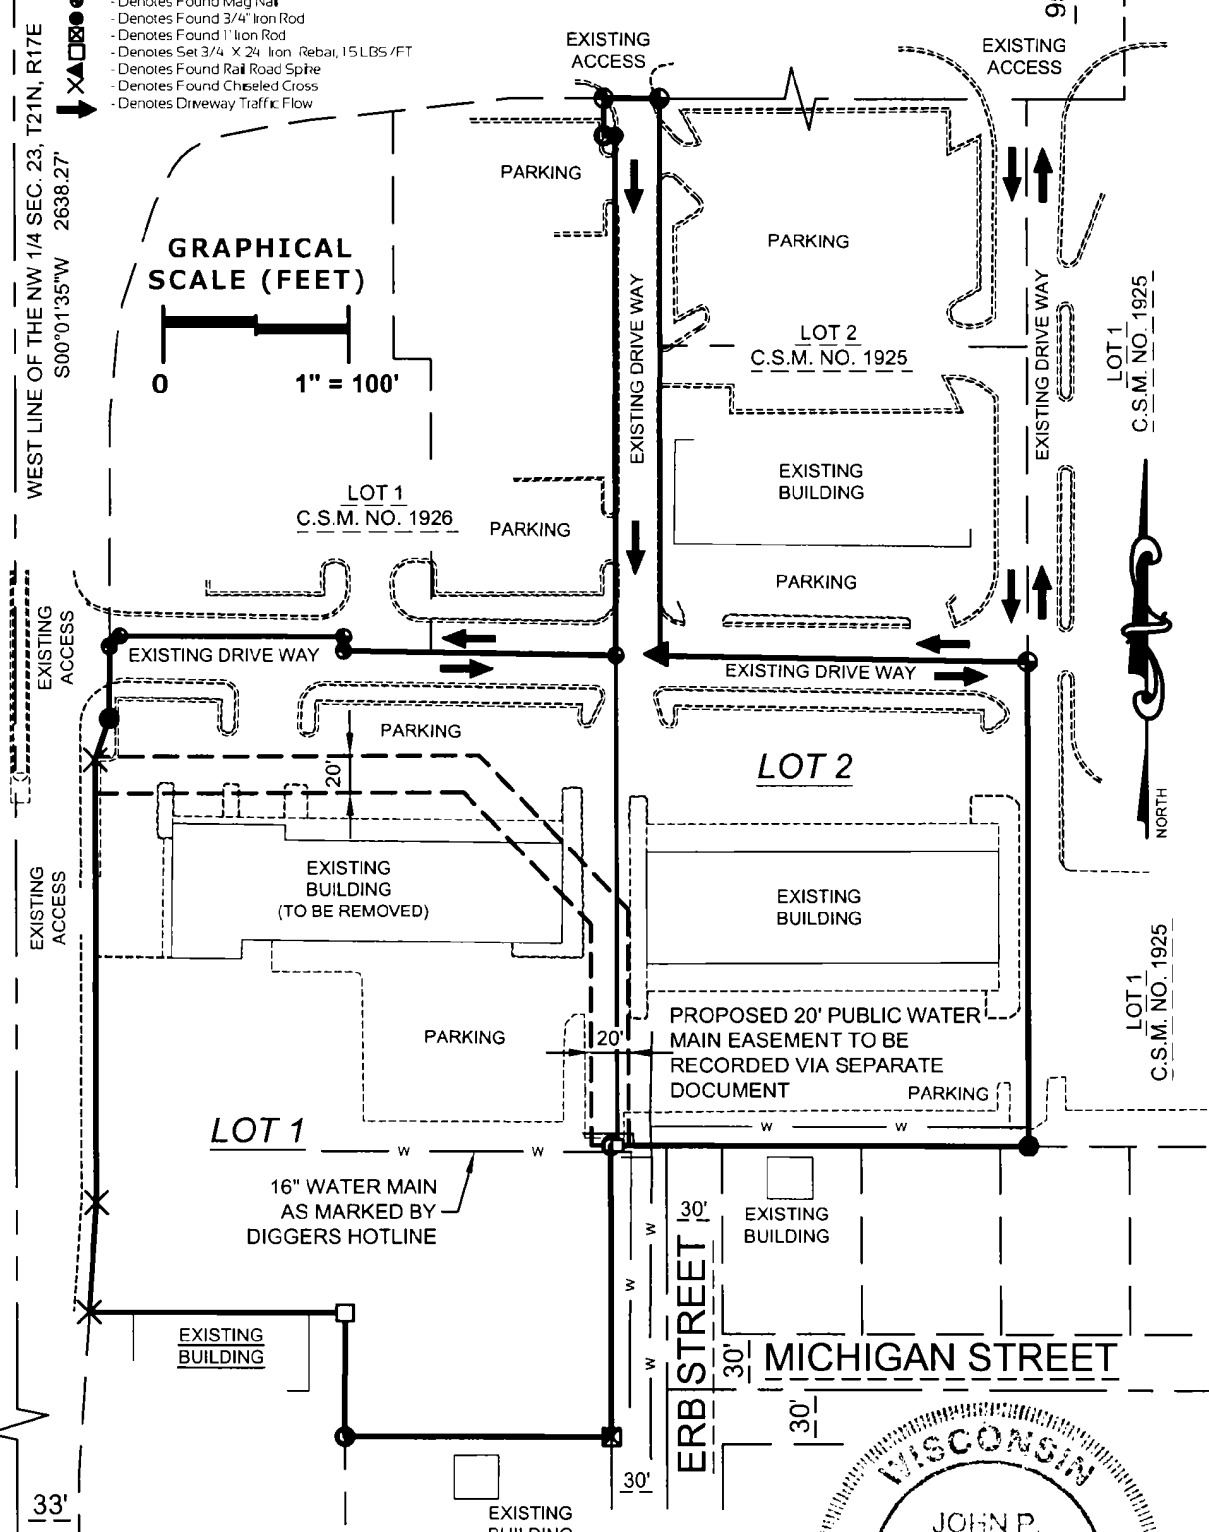 - Denotes Found Mag Nail
- Denotes Found 3/4" Iron Rod
- Denotes Found 1" Iron Rod
- Denotes Set 3/4 X 24 Iron Rebar, 1 5 LBS /FT
- Denotes Found Rail Road Spike
- Denotes Found Chiseled Cross
- Denotes Driveway Traffic Flow
WEST LINE OF THE NW 1/4 SEC. 23, T21N, R17E
S00°01'35"W 2638.27'
EXISTING
ACCESS
EXISTING
ACCESS
PARKING
PARKING
GRAPHICAL
SCALE (FEET)
0 1" = 100'
EXISTING DRIVE WAY
LOT 2
C.S.M. NO. 1925
EXISTING DRIVE WAY
LOT 1
C.S.M. NO. 1925
LOT 1
C.S.M. NO. 1926
PARKING
EXISTING
BUILDING
PARKING
EXISTING
ACCESS
EXISTING DRIVE WAY
EXISTING DRIVE WAY
PARKING
20'
LOT 2
NORTH
EXISTING
ACCESS
EXISTING
BUILDING
(TO BE REMOVED)
EXISTING
BUILDING
LOT 1
C.S.M. NO. 1925
PARKING
20'
PROPOSED 20' PUBLIC WATER
MAIN EASEMENT TO BE
RECORDED VIA SEPARATE
DOCUMENT
PARKING
LOT 1
W W
W W
16" WATER MAIN
AS MARKED BY
DIGGERS HOTLINE
W
W
W
30'
EXISTING
BUILDING
ERB STREET
30'
MICHIGAN STREET
30'
EXISTING
BUILDING
30'
33'
EXISTING
BUILDING
WISCONSIN
JOHN P.